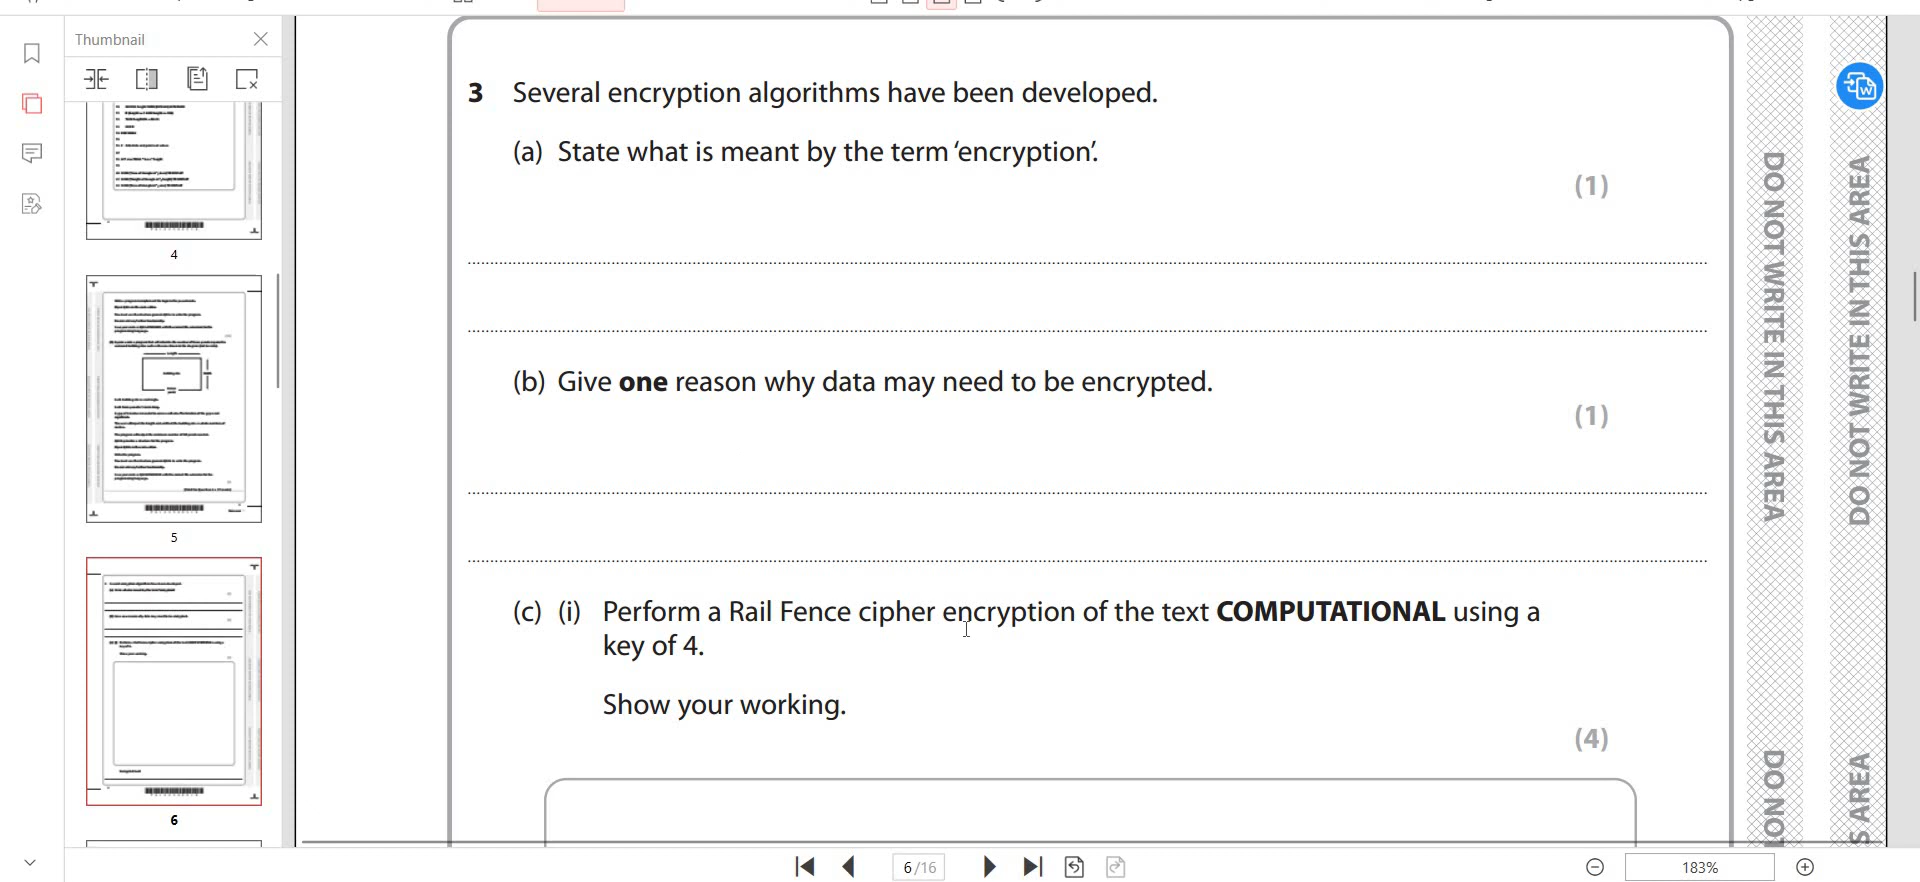 Thumbnail
4
5
6
3 Several encryption algorithms have been developed.
(a) State what is meant by the term ‘encryption’.
(1)
(b) Give one reason why data may need to be encrypted.
(1)
(c) (i) Perform a Rail Fence cipher encryption of the text COMPUTATIONAL using a
key of 4.
Show your working.
(4)
DO NOT WRITE IN THIS AREA
DO NOT WRITE IN THIS AREA
DO NO
S AREA
6/16
183%